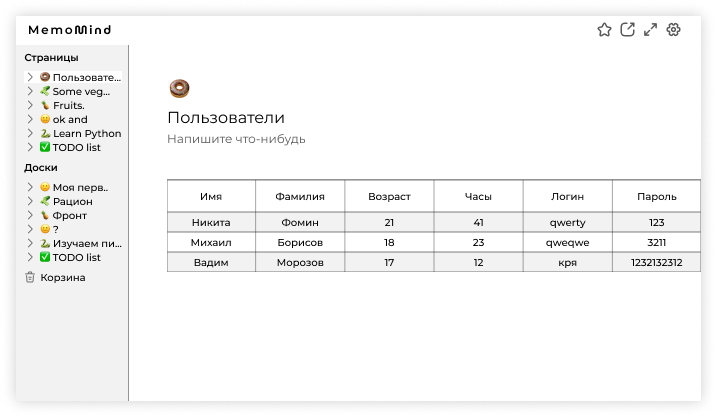 MemoMind
Страницы
Пользовате...
Some veg...
Fruits.
ok and
Learn Python
TODO list
Доски
Моя перв..
Рацион
Фронт
?
Изучаем пи...
TODO list
Корзина
Пользователи
Напишите что-нибудь
Имя Фамилия Возраст Часы Логин Пароль
Никита Фомин 21 41 qwerty 123
Михаил Борисов 18 23 qweqwe 3211
Вадим Морозов 17 12 кря 1232132312